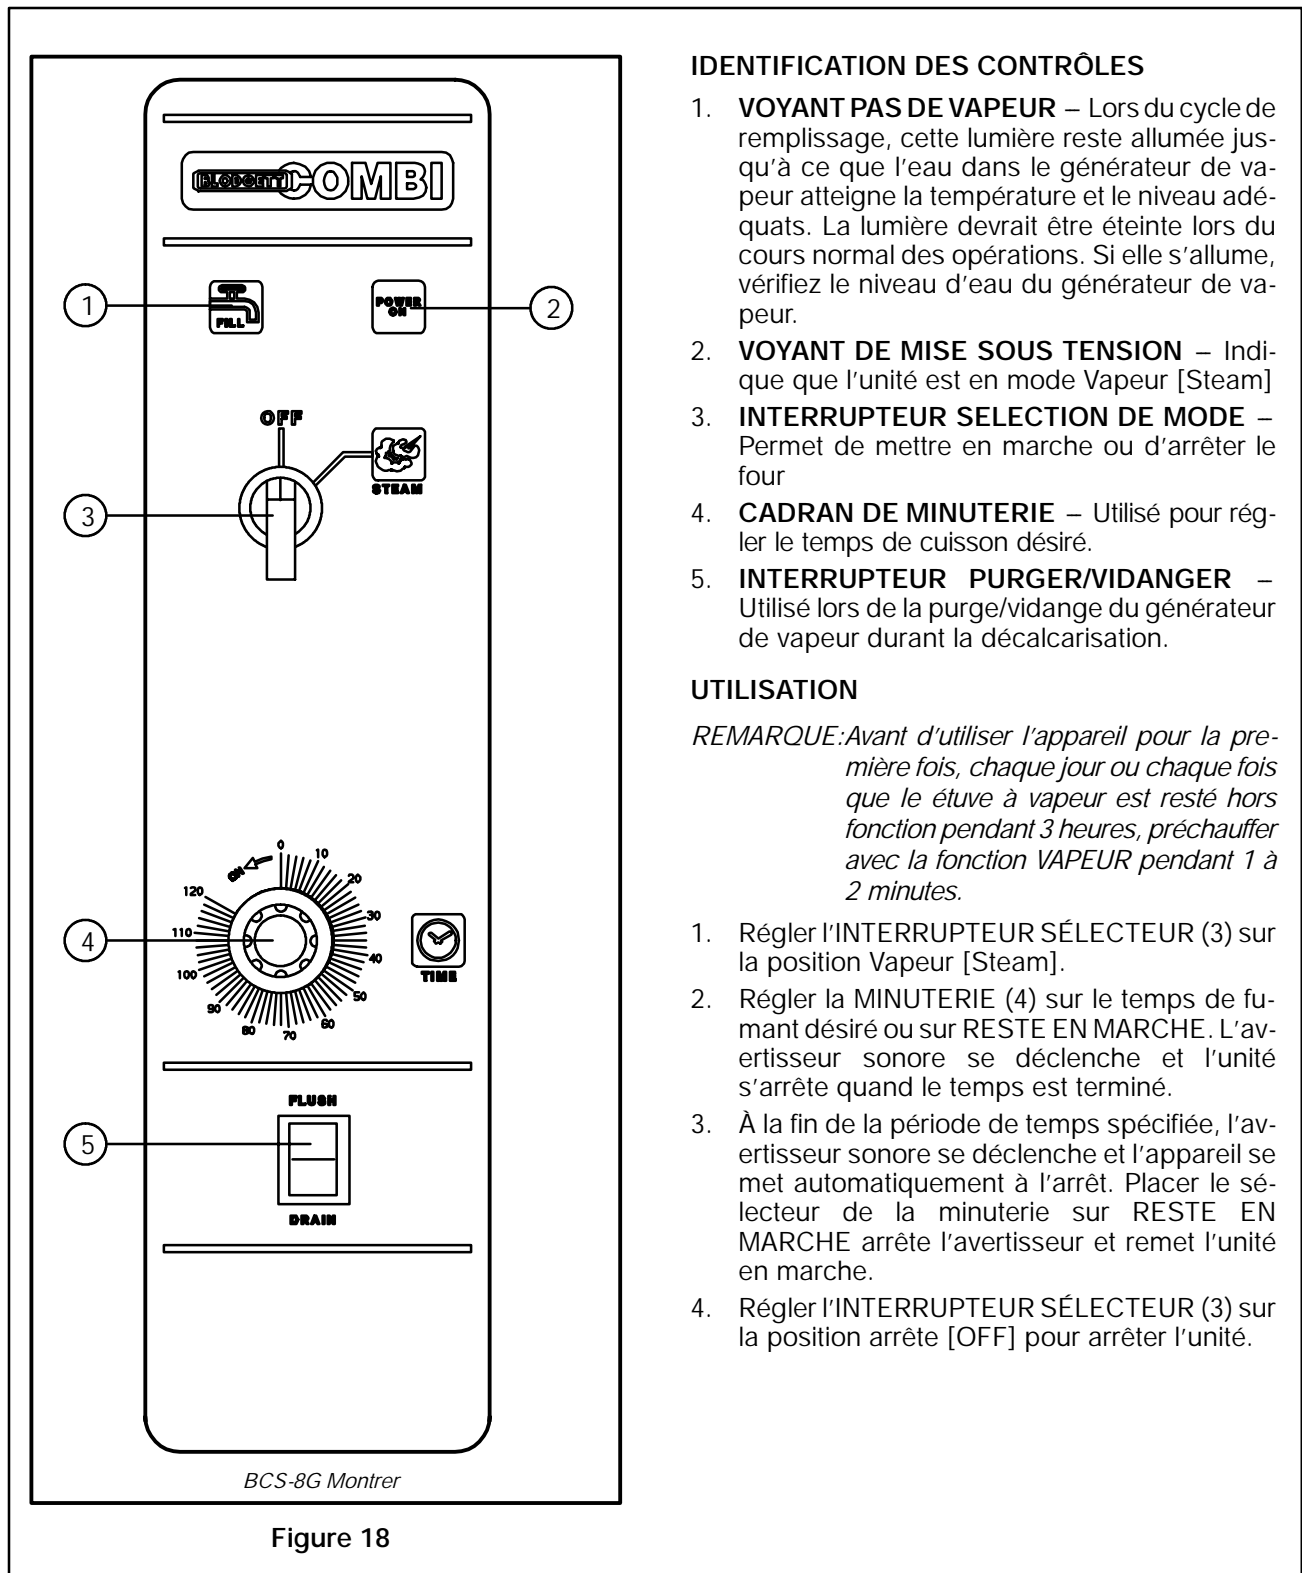 BLODGETT COMBI
1
FILL
POWER
ON
2
OFF
STEAM
3
0
ON
10
20
30
40
50
60
70
80
90
100
110
120
4
TIME
FLUSH
5
DRAIN
BCS-8G Montrer
Figure 18
IDENTIFICATION DES CONTRÔLES
1. VOYANT PAS DE VAPEUR – Lors du cycle de
remplissage, cette lumière reste allumée jus-
qu'à ce que l'eau dans le générateur de va-
peur atteigne la température et le niveau adé-
quats. La lumière devrait être éteinte lors du
cours normal des opérations. Si elle s'allume,
vérifiez le niveau d'eau du générateur de va-
peur.
2. VOYANT DE MISE SOUS TENSION – Indi-
que que l'unité est en mode Vapeur [Steam]
3. INTERRUPTEUR SELECTION DE MODE –
Permet de mettre en marche ou d'arrêter le
four
4. CADRAN DE MINUTERIE – Utilisé pour rég-
ler le temps de cuisson désiré.
5. INTERRUPTEUR PURGER/VIDANGER –
Utilisé lors de la purge/vidange du générateur
de vapeur durant la décalcarisation.
UTILISATION
REMARQUE:Avant d'utiliser l'appareil pour la pre-
mière fois, chaque jour ou chaque fois
que le étuve à vapeur est resté hors
fonction pendant 3 heures, préchauffer
avec la fonction VAPEUR pendant 1 à
2 minutes.
1. Régler l'INTERRUPTEUR SÉLECTEUR (3) sur
la position Vapeur [Steam].
2. Régler la MINUTERIE (4) sur le temps de fu-
mant désiré ou sur RESTE EN MARCHE. L'av-
ertisseur sonore se déclenche et l'unité
s'arrête quand le temps est terminé.
3. À la fin de la période de temps spécifiée, l'av-
ertisseur sonore se déclenche et l'appareil se
met automatiquement à l'arrêt. Placer le sé-
lecteur de la minuterie sur RESTE EN
MARCHE arrête l'avertisseur et remet l'unité
en marche.
4. Régler l'INTERRUPTEUR SÉLECTEUR (3) sur
la position arrête [OFF] pour arrêter l'unité.